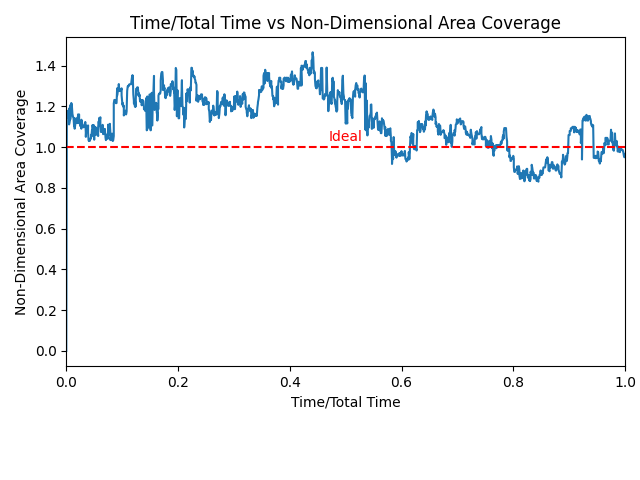 Time/Total Time vs Non-Dimensional Area Coverage
Non-Dimensional Area Coverage
1.4
1.2
1.0
0.8
0.6
0.4
0.2
0.0
Ideal
0.0 0.2 0.4 0.6 0.8 1.0
Time/Total Time